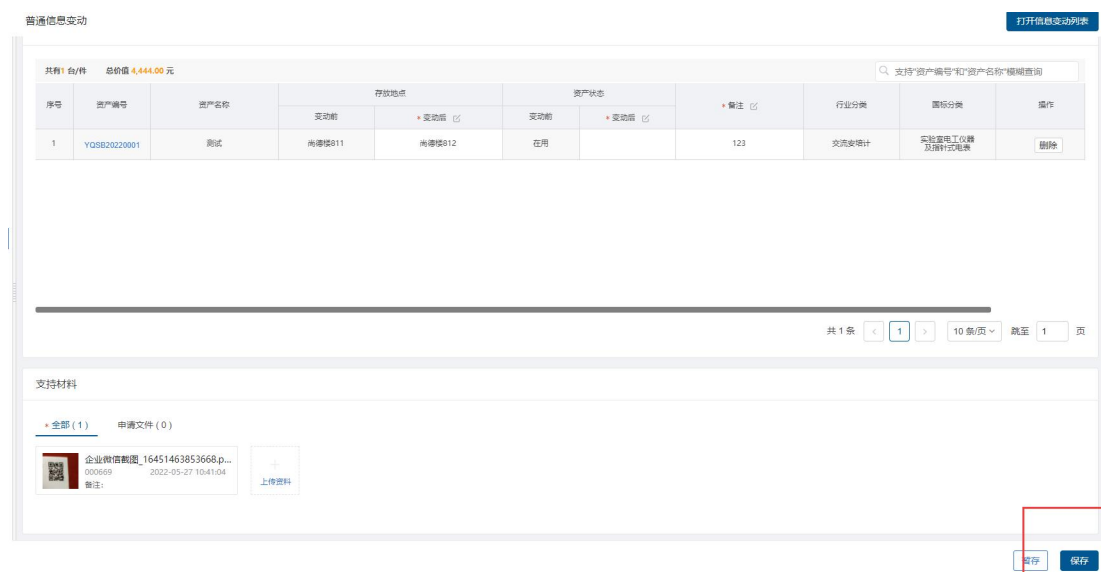 普通信息变动
打开信息变动列表
共有1 台/件 总价值 4,444.00 元
支持"资产编号"和"资产名称"模糊查询
序号 资产编号 资产名称 存放地点 资产状态 * 备注 行业分类 国标分类 操作
变动前 * 变动后 变动前 * 变动后
1 YQSB20220001 测试 尚德楼811 尚德楼812 在用 123 交流安培计 实验室电工仪器 删除
及指针式电表
共 1 条 < 1 > 10 条/页 跳至 1 页
支持材料
* 全部 ( 1 ) 申请文件 ( 0 )
企业微信截图_16451463853668.p...
000669 2022-05-27 10:41:04
备注:
上传资料
暂存 保存